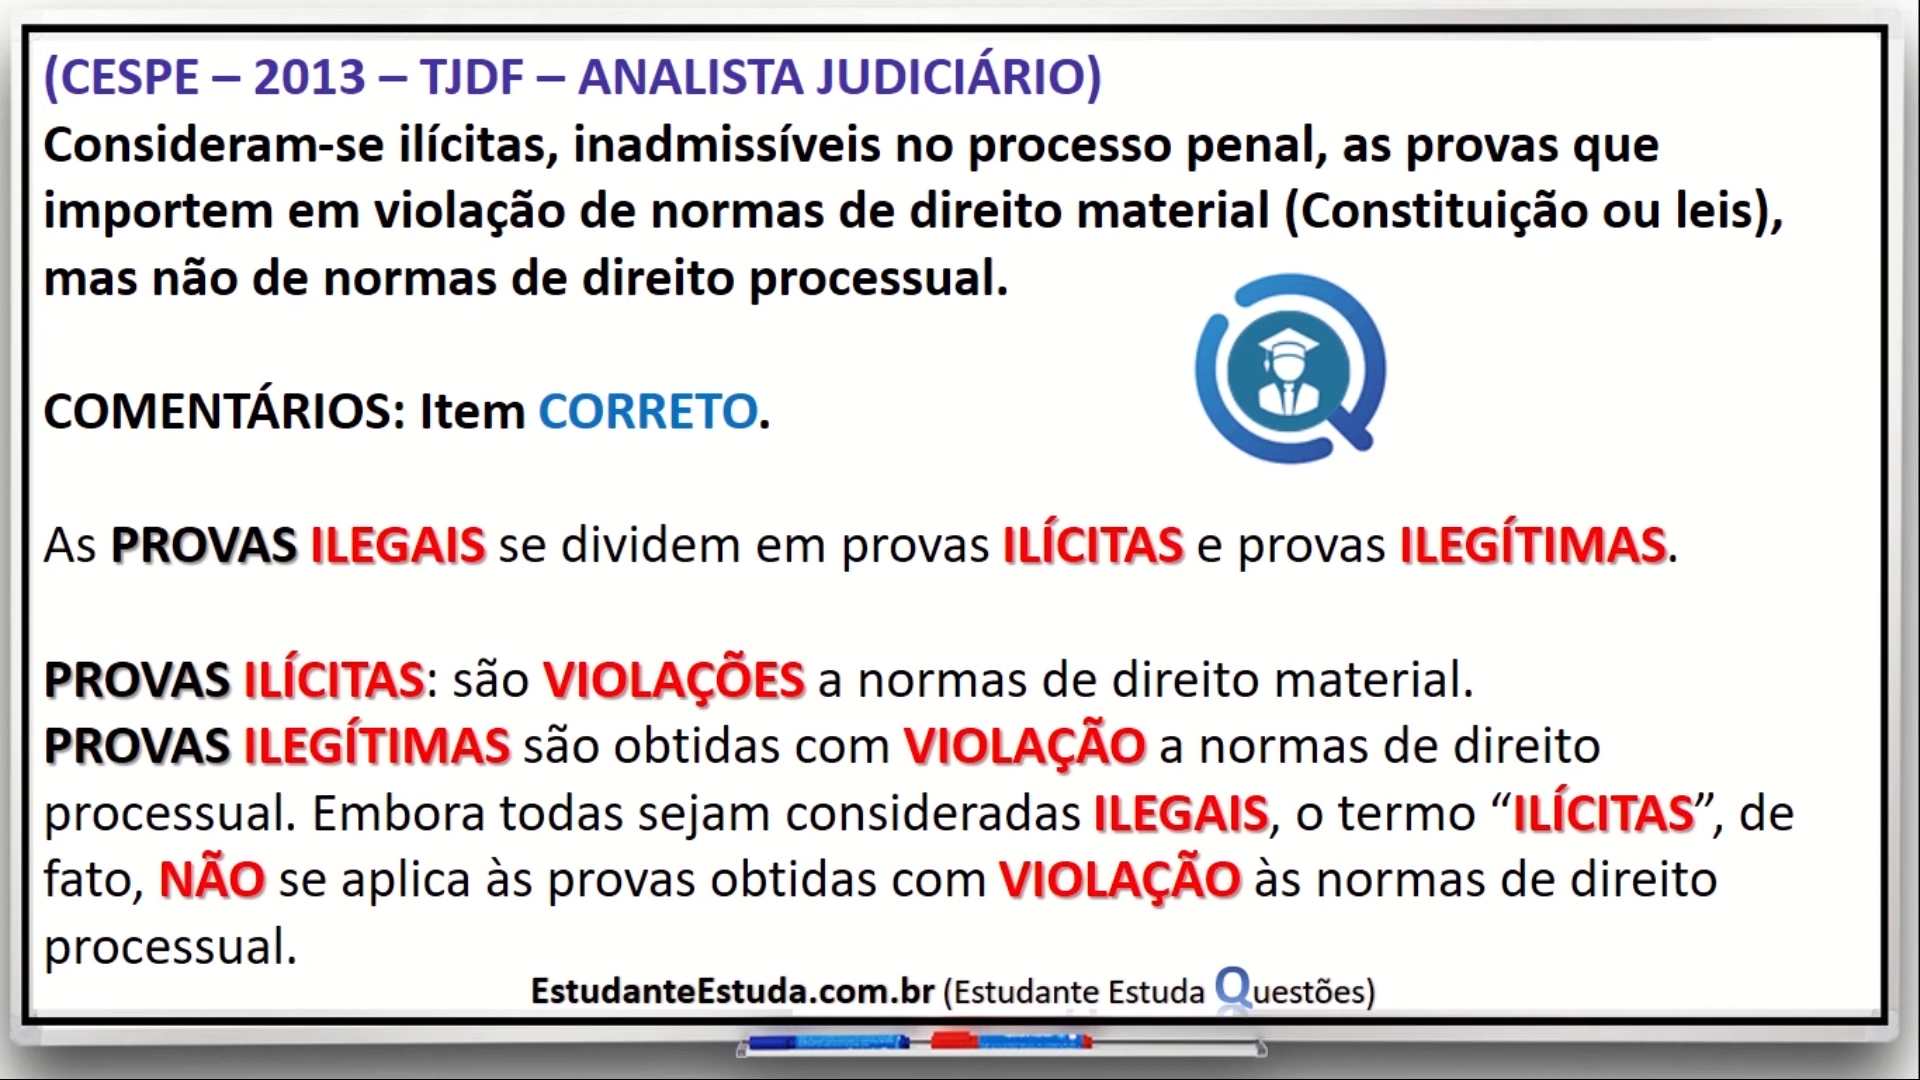 (CESPE – 2013 – TJDF – ANALISTA JUDICIÁRIO)
Consideram-se ilícitas, inadmissíveis no processo penal, as provas que
importem em violação de normas de direito material (Constituição ou leis),
mas não de normas de direito processual.
COMENTÁRIOS: Item CORRETO.
As PROVAS ILEGAIS se dividem em provas ILÍCITAS e provas ILEGÍTIMAS.
PROVAS ILÍCITAS: são VIOLAÇÕES a normas de direito material.
PROVAS ILEGÍTIMAS são obtidas com VIOLAÇÃO a normas de direito
processual. Embora todas sejam consideradas ILEGAIS, o termo “ILÍCITAS”, de
fato, NÃO se aplica às provas obtidas com VIOLAÇÃO às normas de direito
processual.
EstudanteEstuda.com.br (Estudante Estuda Questões)